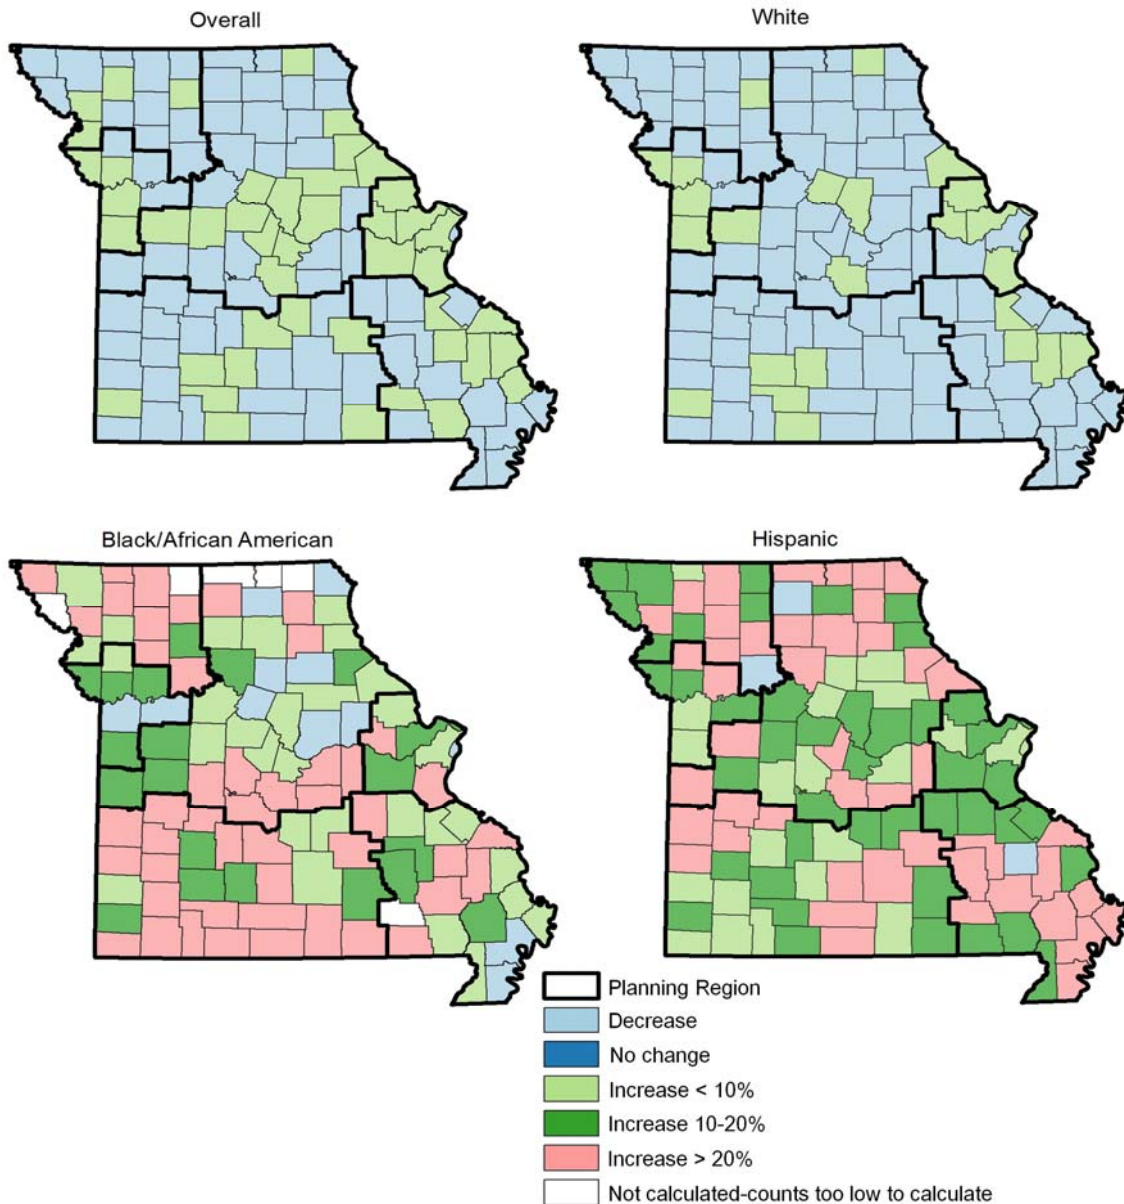 Overall
White
Black/African American
Hispanic
Planning Region
Decrease
No change
Increase < 10%
Increase 10-20%
Increase > 20%
Not calculated-counts too low to calculate